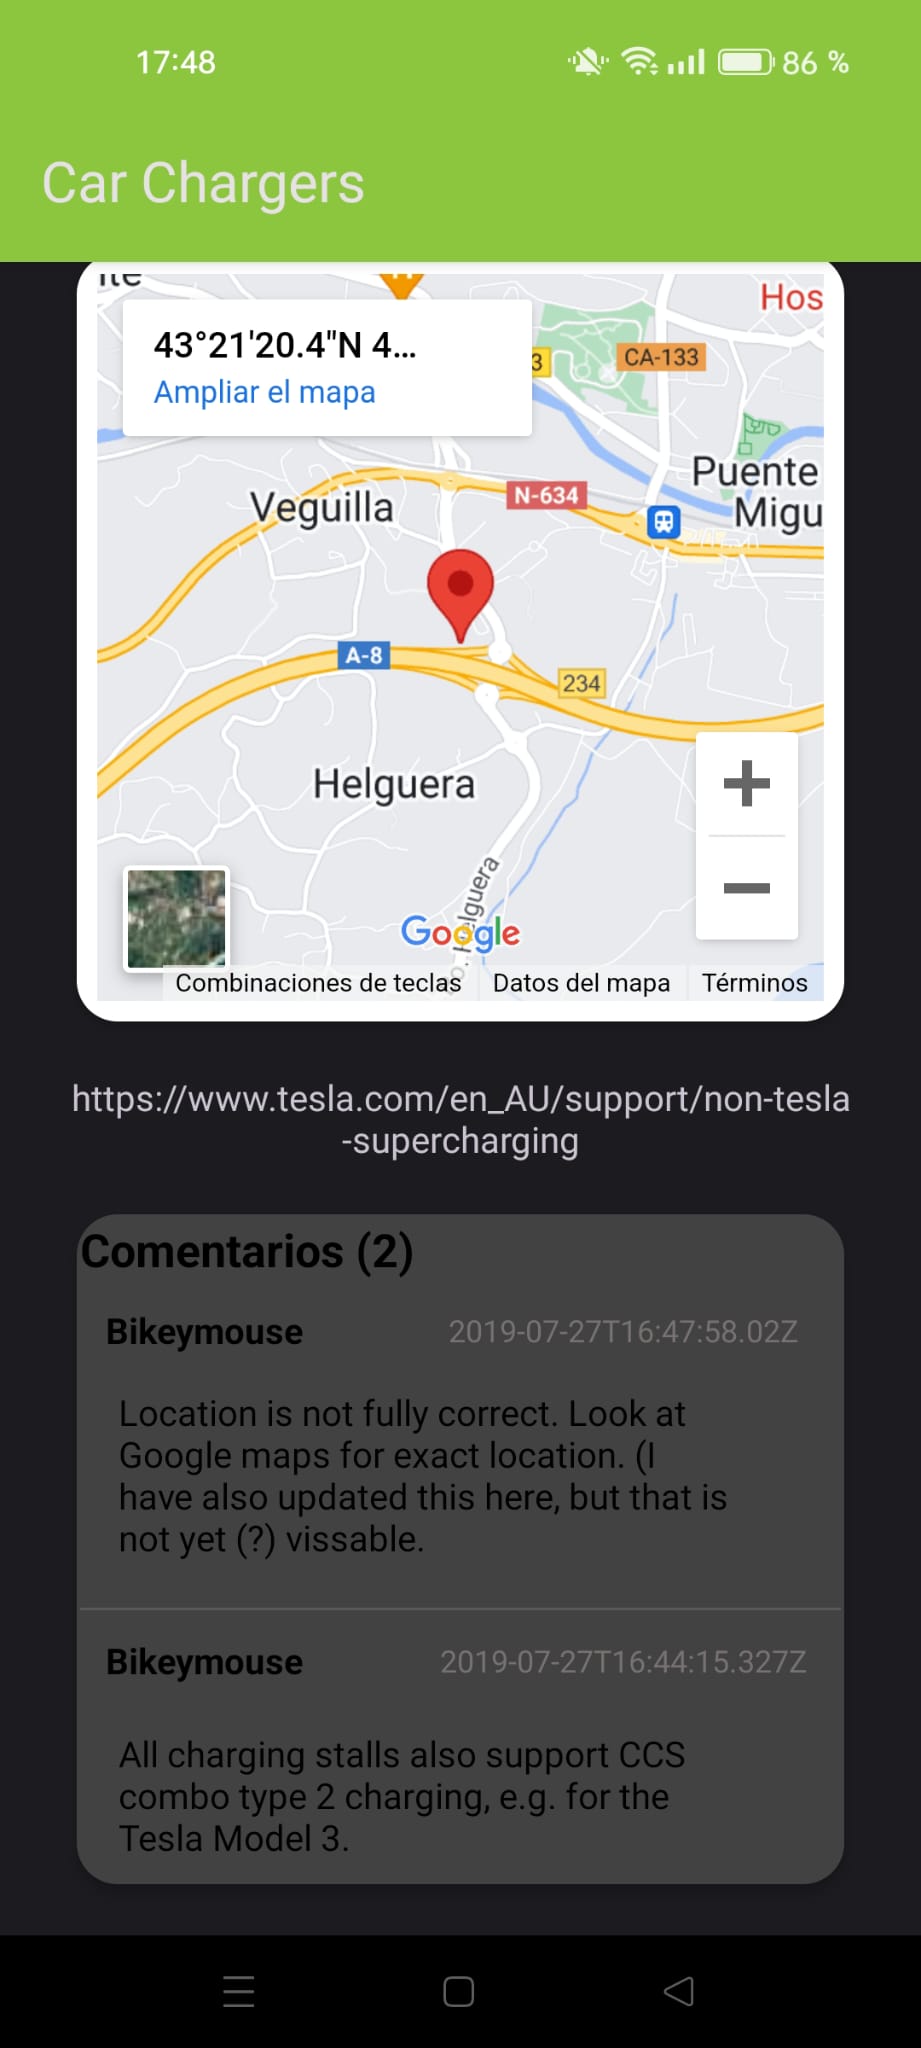 17:48
86 %
Car Chargers
Hos
43°21'20.4"N 4...
Ampliar el mapa
3
CA-133
Puente
Migu
Veguilla
N-634
A-8
234
Helguera
Helguera
Google
Combinaciones de teclas
Datos del mapa
Términos
https://www.tesla.com/en_AU/support/non-tesla
-supercharging
Comentarios (2)
Bikeymouse
2019-07-27T16:47:58.02Z
Location is not fully correct. Look at
Google maps for exact location. (I
have also updated this here, but that is
not yet (?) vissable.
Bikeymouse
2019-07-27T16:44:15.327Z
All charging stalls also support CCS
combo type 2 charging, e.g. for the
Tesla Model 3.